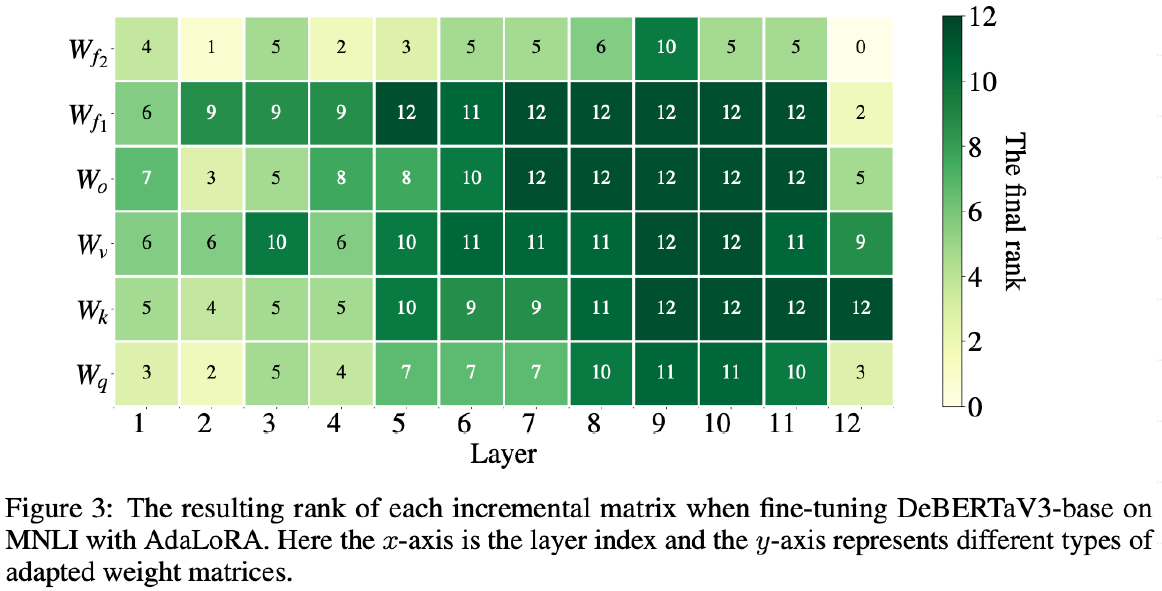 W_{f_2} 4 1 5 2 3 5 5 6 10 5 5 0
W_{f_1} 6 9 9 9 12 11 12 12 12 12 12 2
W_o 7 3 5 8 8 10 12 12 12 12 12 5
W_v 6 6 10 6 10 11 11 11 12 12 11 9
W_k 5 4 5 5 10 9 9 11 12 12 12 12
W_q 3 2 5 4 7 7 7 10 11 11 10 3
1 2 3 4 5 6 7 8 9 10 11 12
Layer
12
10
8
6
4
2
0
The final rank
Figure 3: The resulting rank of each incremental matrix when fine-tuning DeBERTaV3-base on
MNLI with AdaLoRA. Here the x-axis is the layer index and the y-axis represents different types of
adapted weight matrices.